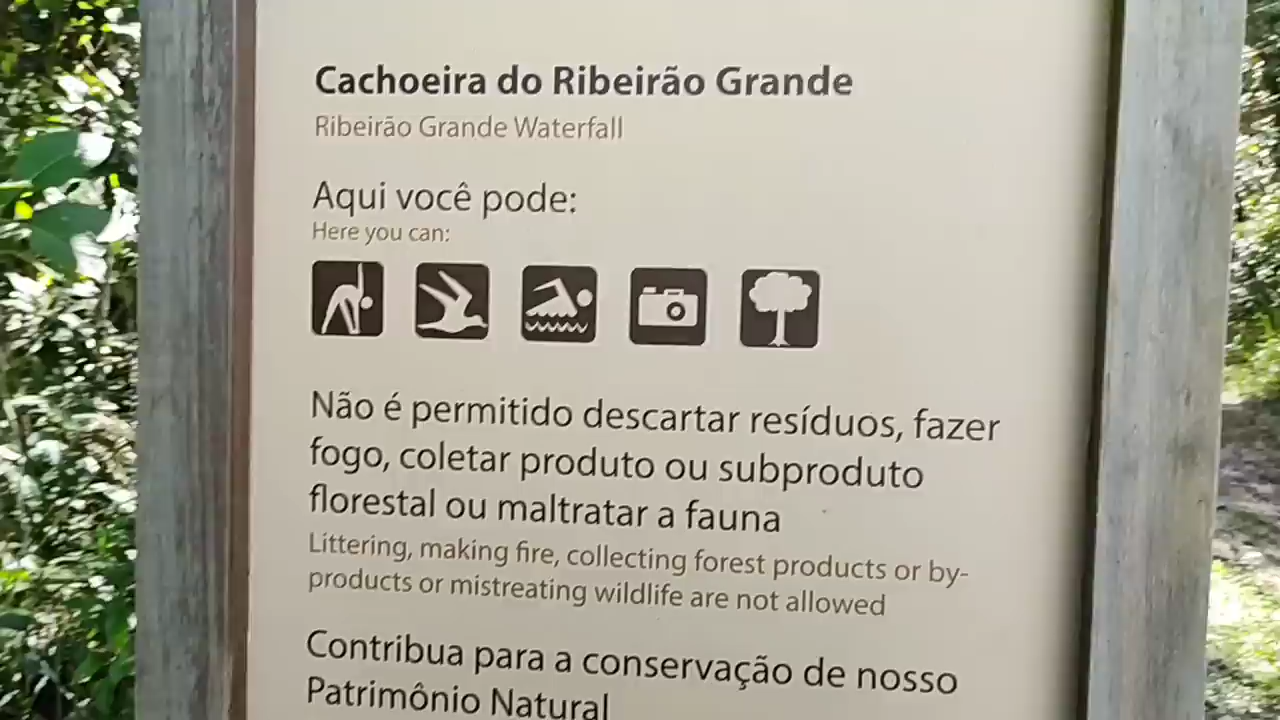 Cachoeira do Ribeirão Grande
Ribeirão Grande Waterfall
Aqui você pode:
Here you can:
Não é permitido descartar resíduos, fazer
fogo, coletar produto ou subproduto
florestal ou maltratar a fauna
Littering, making fire, collecting forest products or by-
products or mistreating wildlife are not allowed
Contribua para a conservação de nosso
Patrimônio Natural